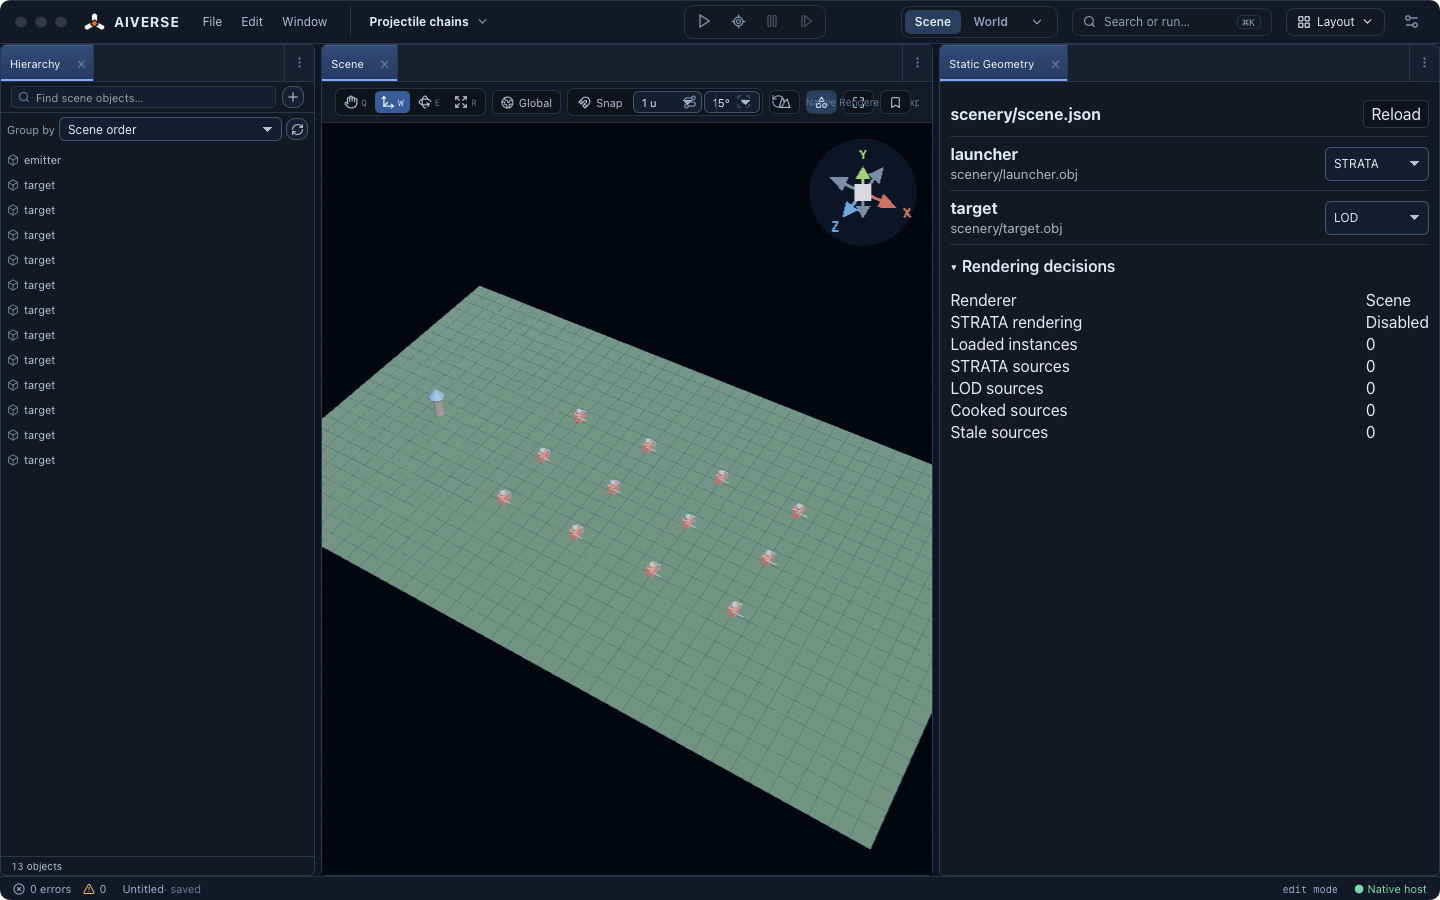 AIVERSE File Edit Window Projectile chains Scene World Search or run... ⌘K Layout
Hierarchy
Scene
Static Geometry
Find scene objects...
Group by Scene order
emitter
target
target
target
target
target
target
target
target
target
target
target
target
13 objects
Q W E R Global Snap 1 u 15°
Y
X
Z
scenery/scene.json Reload
launcher
scenery/launcher.obj
STRATA
target
scenery/target.obj
LOD
Rendering decisions
Renderer Scene
STRATA rendering Disabled
Loaded instances 0
STRATA sources 0
LOD sources 0
Cooked sources 0
Stale sources 0
0 errors 0 Untitled · saved edit mode Native host